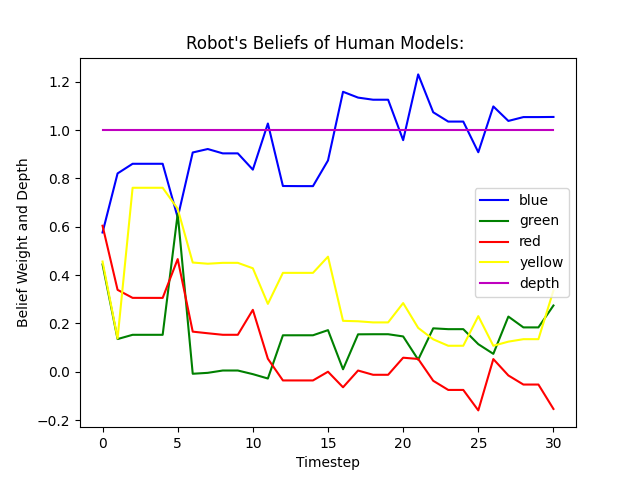 Robot's Beliefs of Human Models:
Belief Weight and Depth
1.2
1.0
0.8
0.6
0.4
0.2
0.0
−0.2
blue
green
red
yellow
depth
0 5 10 15 20 25 30
Timestep